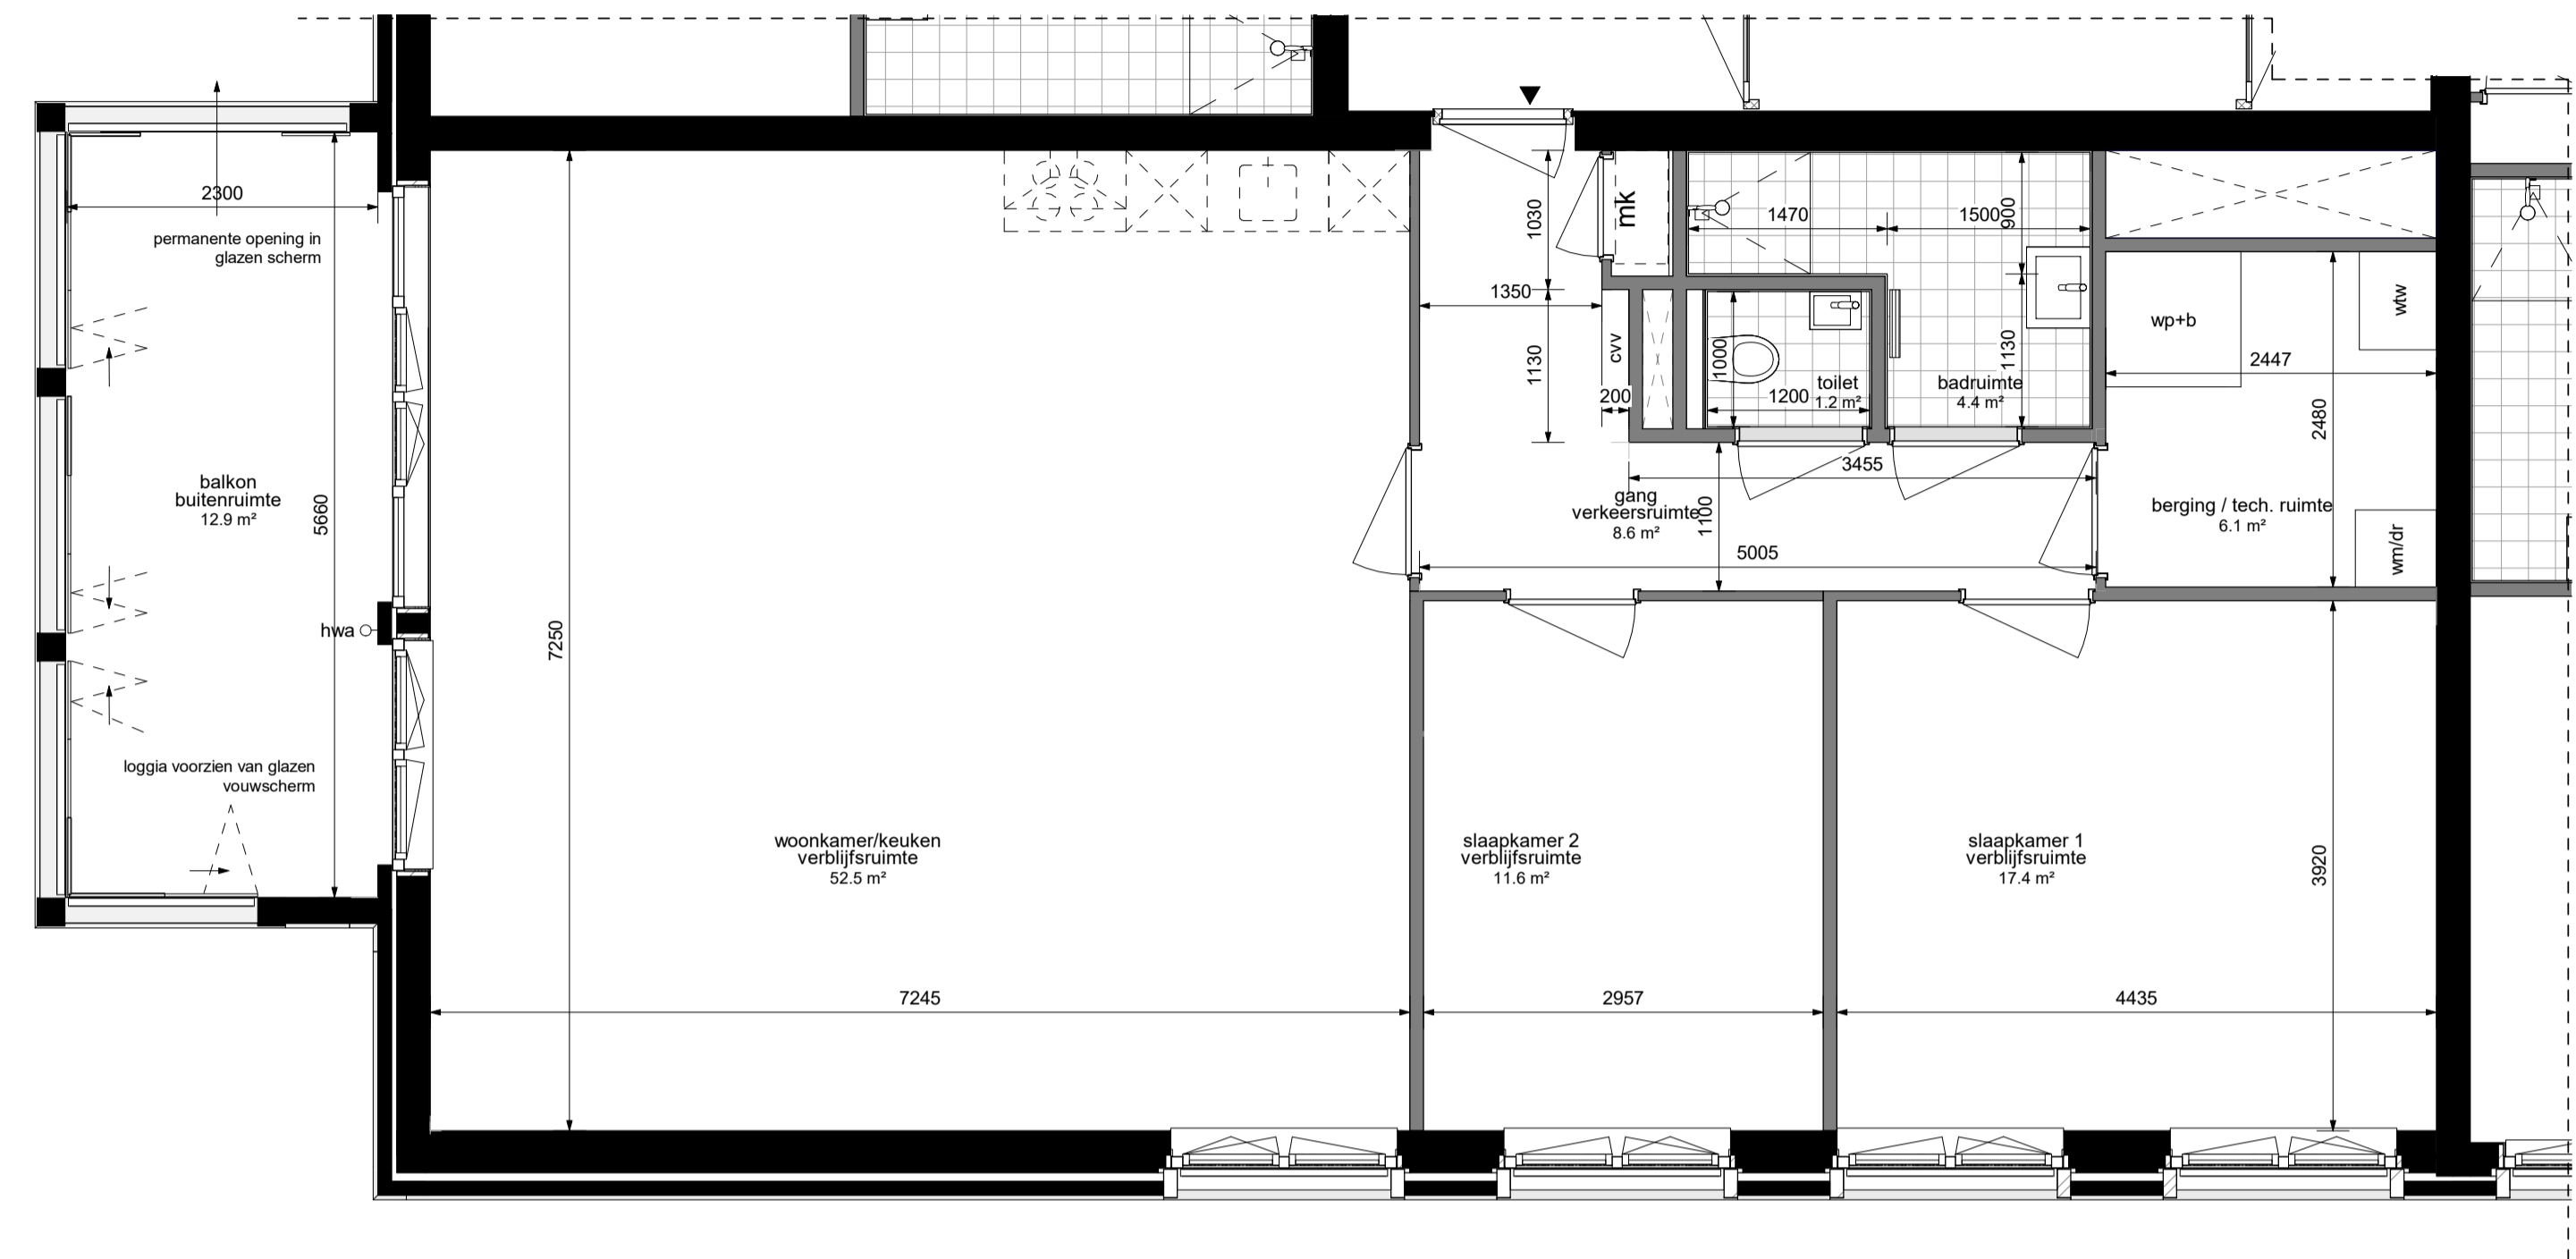 2300
permanente opening in
glazen scherm
balkon
buitenruimte
12.9 m²
5660
hwa
loggia voorzien van glazen
vouwscherm
7250
woonkamer/keuken
verblijfsruimte
52.5 m²
7245
1030
mk
1350
1130
cvv
200
1470
1500
900
1000
1200
toilet
1.2 m²
badruimte
4.4 m²
1130
3455
gang
verkeersruimte
8.6 m²
1100
5005
wp+b
wtw
2447
2480
berging / tech. ruimte
6.1 m²
wm/dr
slaapkamer 2
verblijfsruimte
11.6 m²
2957
slaapkamer 1
verblijfsruimte
17.4 m²
3920
4435